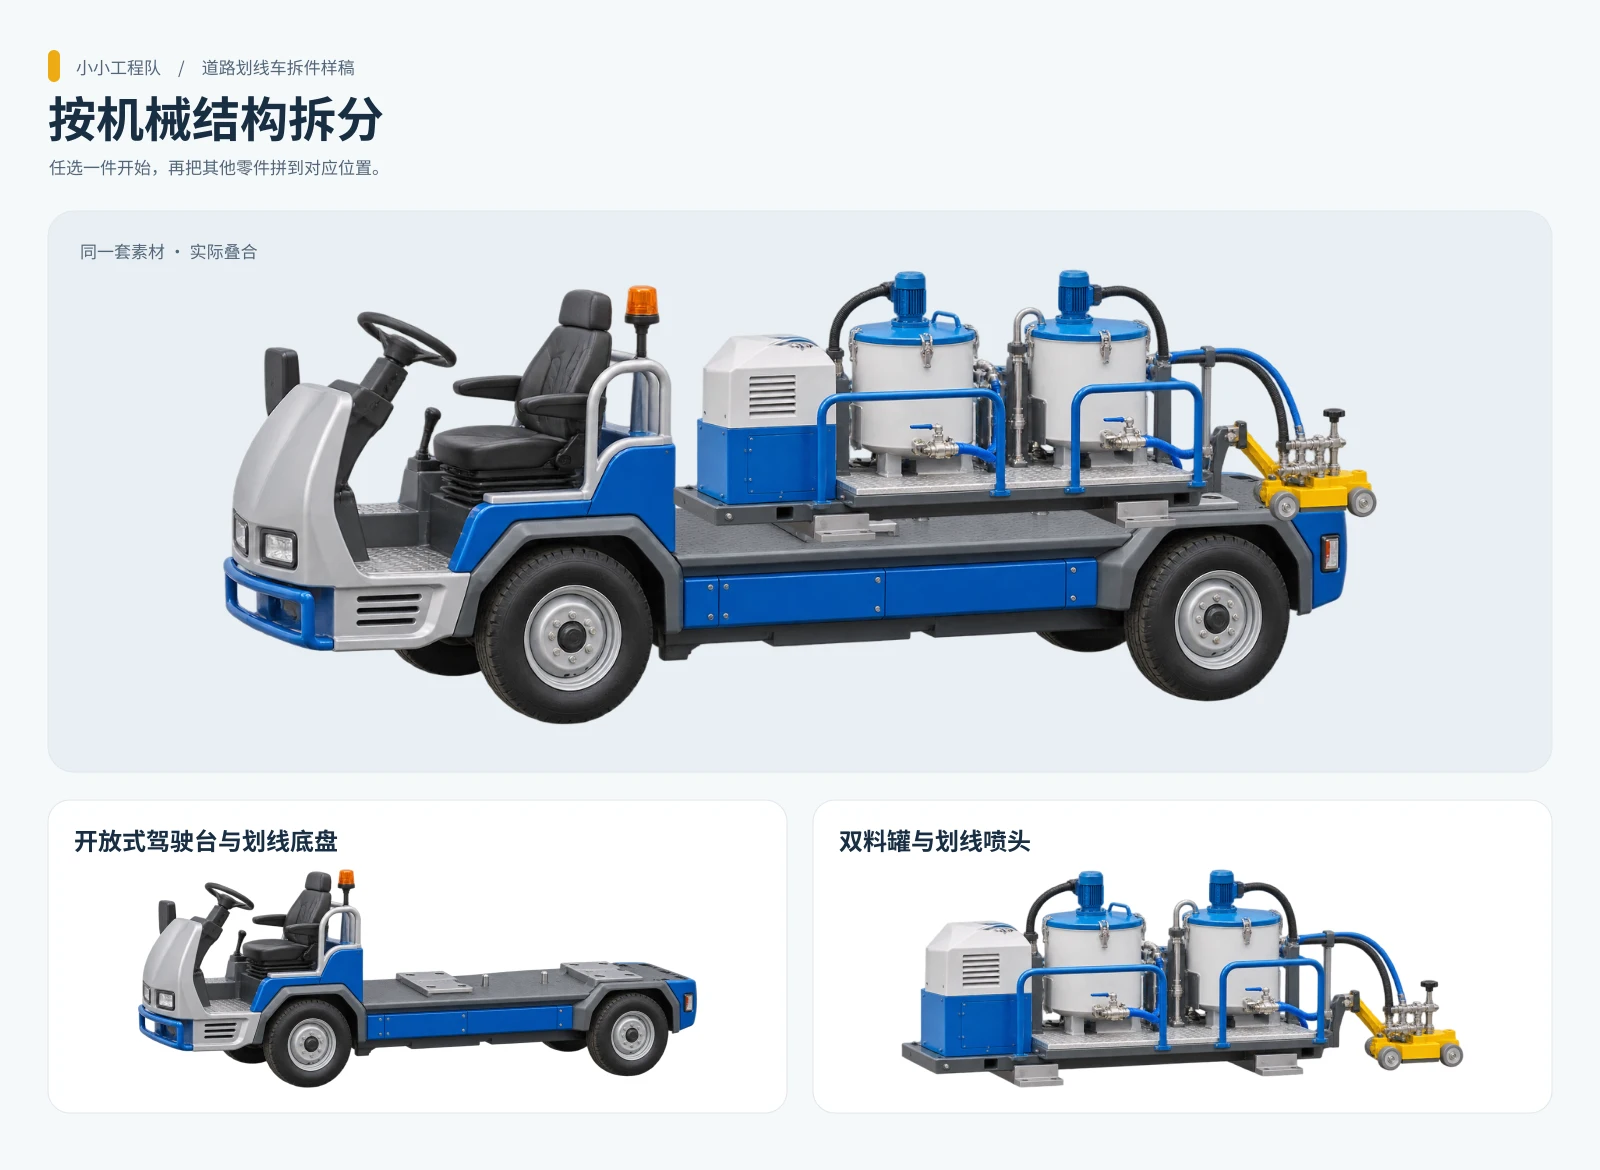 小小工程队 / 道路划线车拆件样稿
按机械结构拆分
任选一件开始，再把其他零件拼到对应位置。
同一套素材 · 实际叠合
开放式驾驶台与划线底盘
双料罐与划线喷头